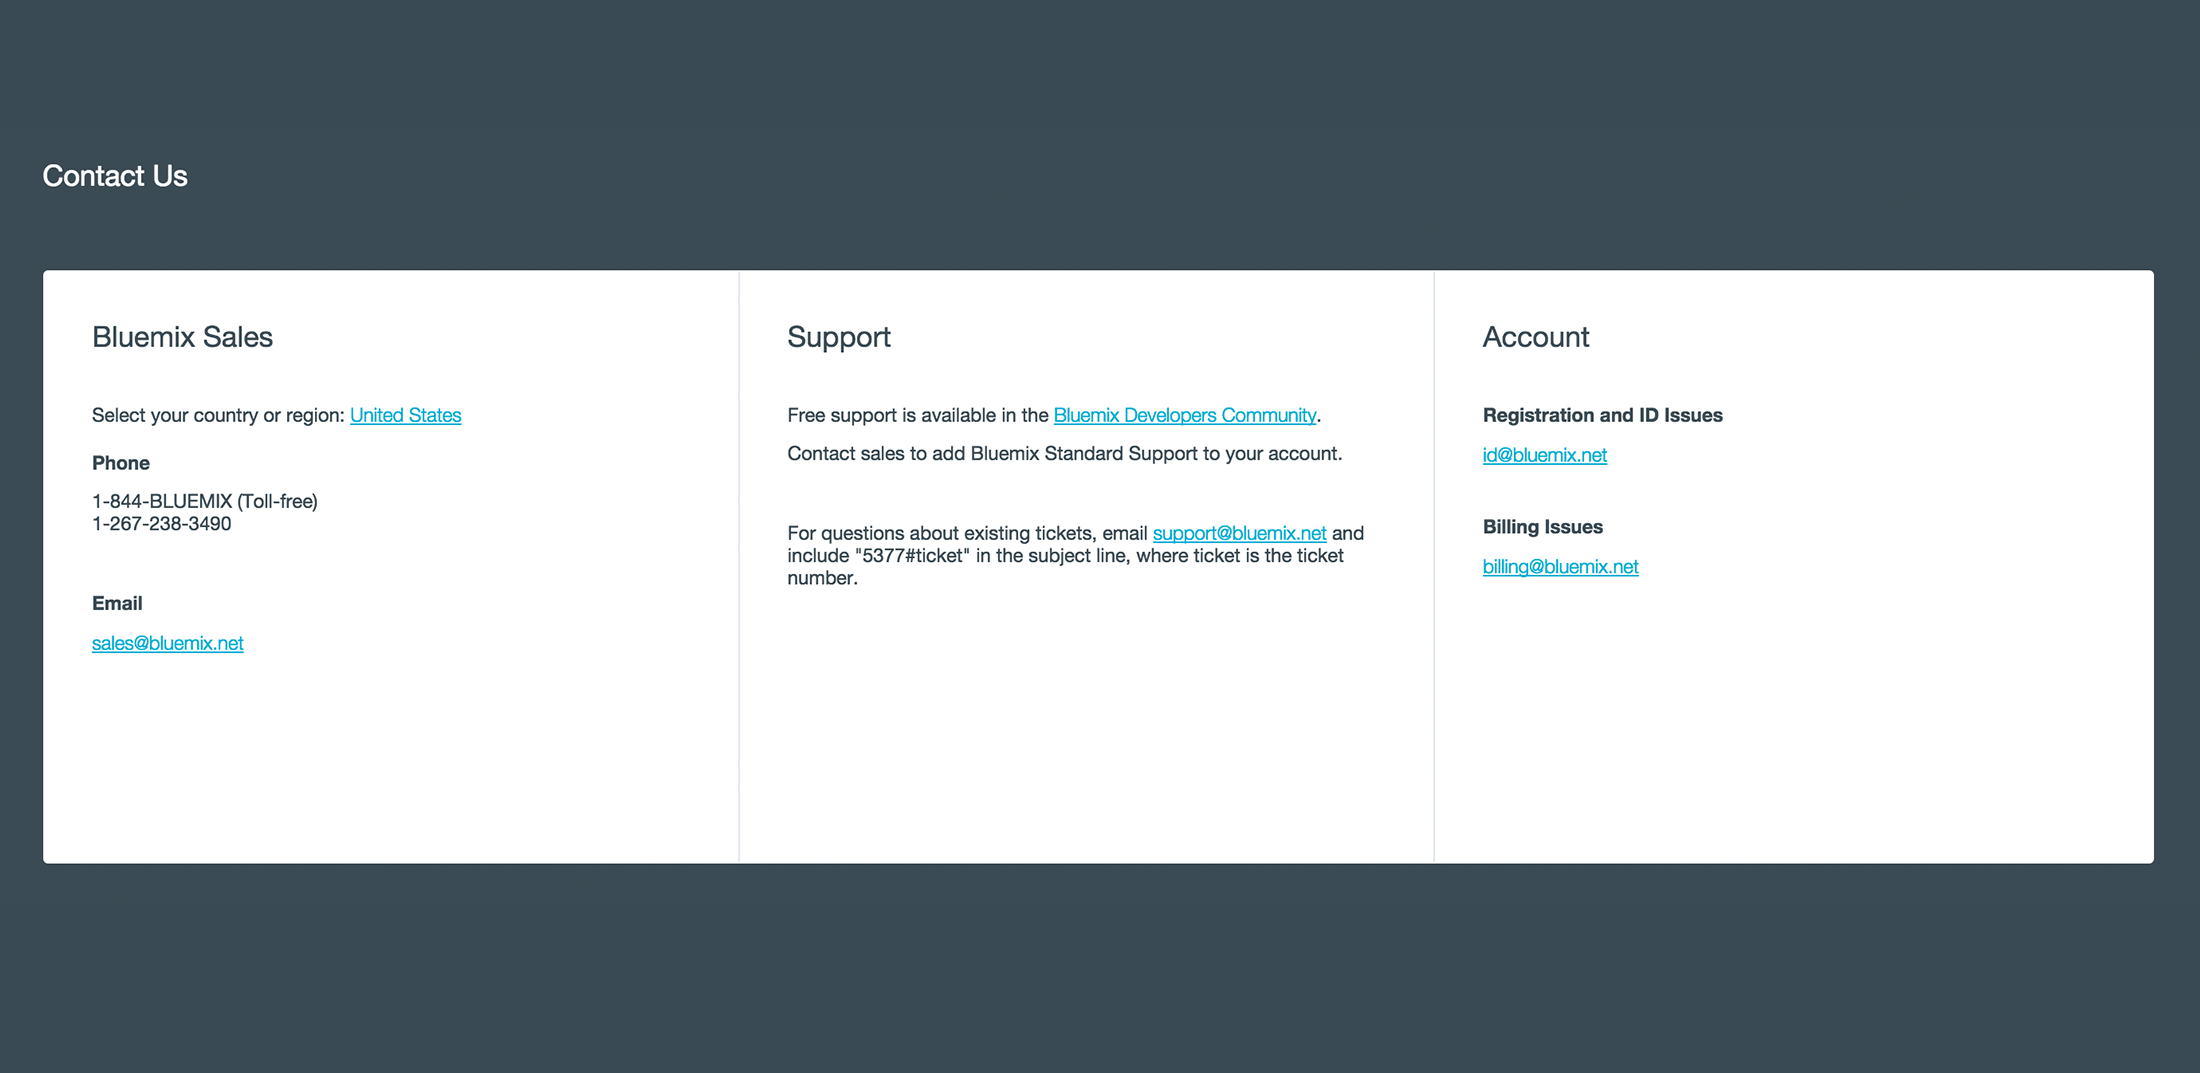 Contact Us
Bluemix Sales
Select your country or region: United States
Phone
1-844-BLUEMIX (Toll-free)
1-267-238-3490
Email
sales@bluemix.net
Support
Free support is available in the Bluemix Developers Community.
Contact sales to add Bluemix Standard Support to your account.
For questions about existing tickets, email support@bluemix.net and
include "5377#ticket" in the subject line, where ticket is the ticket
number.
Account
Registration and ID Issues
id@bluemix.net
Billing Issues
billing@bluemix.net